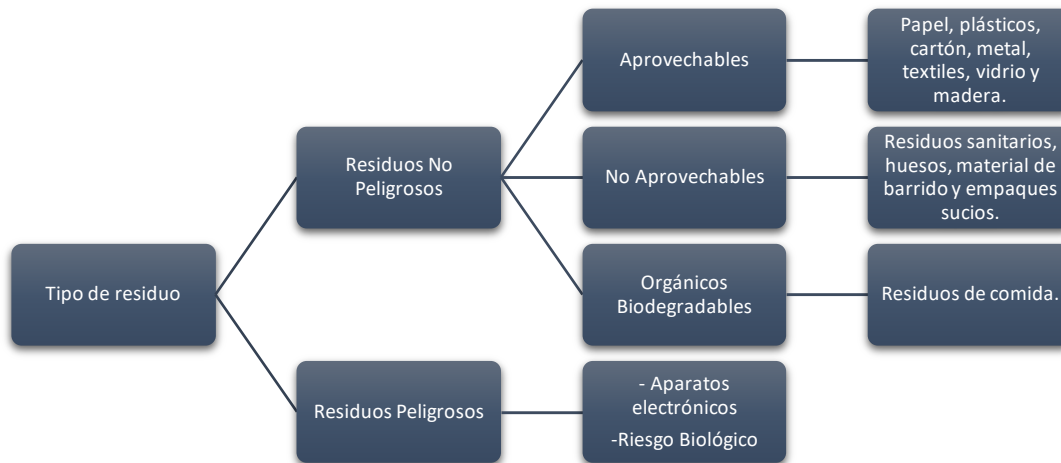 Tipo de residuo
Residuos No
Peligrosos
Aprovechables
Papel, plásticos,
cartón, metal,
textiles, vidrio y
madera.
No Aprovechables
Residuos sanitarios,
huesos, material de
barrido y empaques
sucios.
Orgánicos
Biodegradables
Residuos de comida.
Residuos Peligrosos
- Aparatos
electrónicos
-Riesgo Biológico